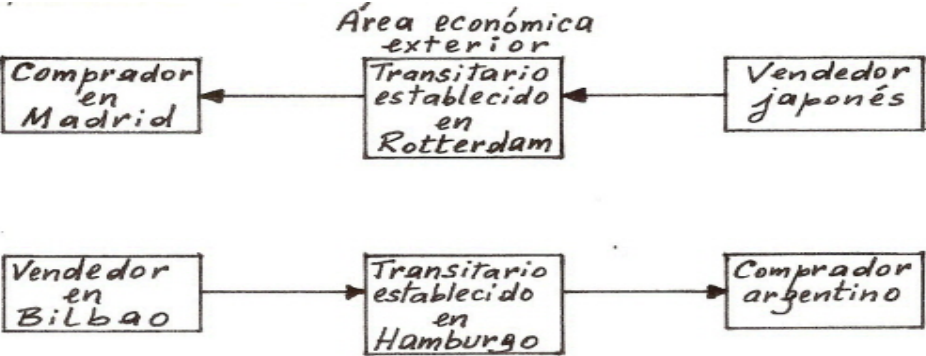 Área económica
exterior
Comprador
en
Madrid
Transitario
establecido
en
Rotterdam
Vendedor
japonés
Vendedor
en
Bilbao
Transitario
establecido
en
Hamburgo
Comprador
argentino